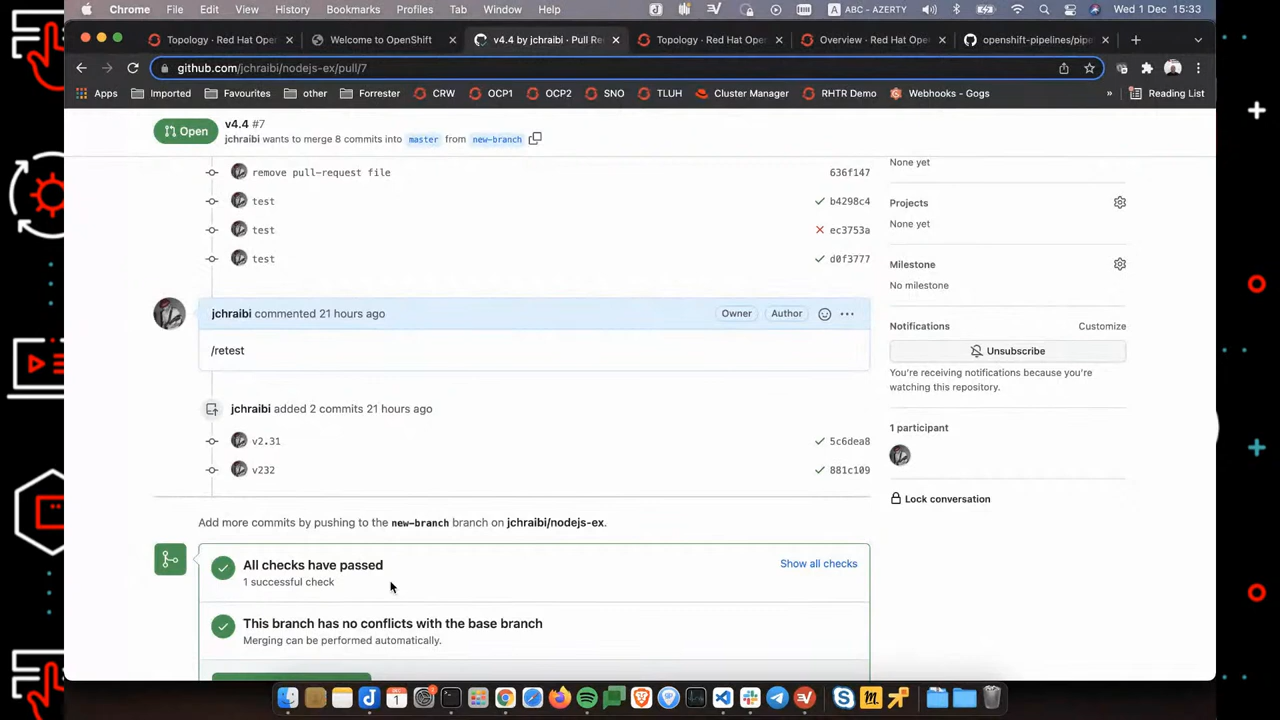 Chrome File Edit View History Bookmarks Profiles Tab Window Help ABC - AZERTY Wed 1 Dec 15:33
Topology · Red Hat Ope Welcome to OpenShift v4.4 by jchraibi · Pull Re Topology · Red Hat Ope Overview · Red Hat Ope openshift-pipelines/pipe
github.com/jchraibi/nodejs-ex/pull/7
Apps Imported Favourites other Forrester CRW OCP1 OCP2 SNO TLUH Cluster Manager RHTR Demo Webhooks - Gogs » Reading List
Open v4.4 #7
jchraibi wants to merge 8 commits into master from new-branch
remove pull-request file 636f147
test b4298c4
test ec3753a
test d0f3777
jchraibi commented 21 hours ago Owner Author
/retest
jchraibi added 2 commits 21 hours ago
v2.31 5c6dea8
v232 881c109
Add more commits by pushing to the new-branch branch on jchraibi/nodejs-ex.
All checks have passed Show all checks
1 successful check
This branch has no conflicts with the base branch
Merging can be performed automatically.
None yet
Projects
None yet
Milestone
No milestone
Notifications Customize
Unsubscribe
You're receiving notifications because you're
watching this repository.
1 participant
Lock conversation